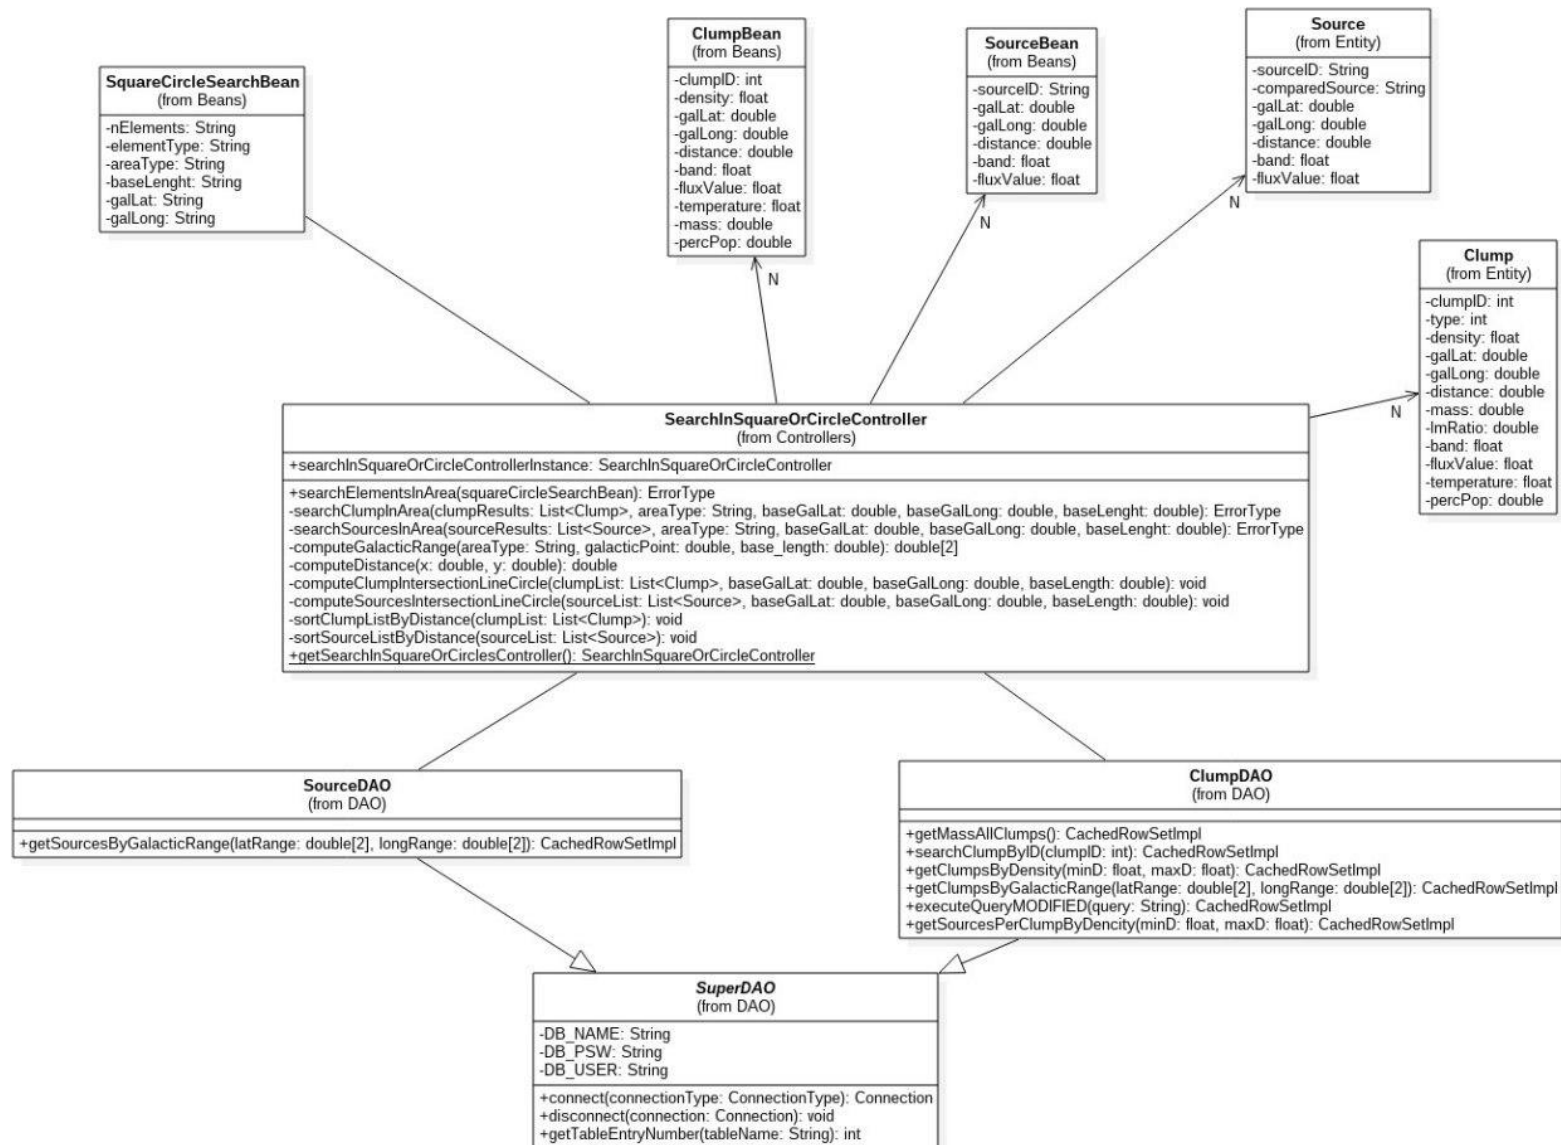 SquareCircleSearchBean
(from Beans)
-nElements: String
-elementType: String
-areaType: String
-baseLenght: String
-galLat: String
-galLong: String
ClumpBean
(from Beans)
-clumpID: int
-density: float
-galLat: double
-galLong: double
-distance: double
-band: float
-fluxValue: float
-temperature: float
-mass: double
-percPop: double
N
SourceBean
(from Beans)
-sourceID: String
-galLat: double
-galLong: double
-distance: double
-band: float
-fluxValue: float
N
Source
(from Entity)
-sourceID: String
-comparedSource: String
-galLat: double
-galLong: double
-distance: double
-band: float
-fluxValue: float
N
Clump
(from Entity)
-clumpID: int
-type: int
-density: float
-galLat: double
-galLong: double
-distance: double
-mass: double
-lmRatio: double
-band: float
-fluxValue: float
-temperature: float
-percPop: double
N
SearchInSquareOrCircleController
(from Controllers)
+searchInSquareOrCircleControllerInstance: SearchInSquareOrCircleController
+searchElementsInArea(squareCircleSearchBean): ErrorType
-searchClumpInArea(clumpResults: List<Clump>, areaType: String, baseGalLat: double, baseGalLong: double, baseLenght: double): ErrorType
-searchSourcesInArea(sourceResults: List<Source>, areaType: String, baseGalLat: double, baseGalLong: double, baseLenght: double): ErrorType
-computeGalacticRange(areaType: String, galacticPoint: double, base_length: double): double[2]
-computeDistance(x: double, y: double): double
-computeClumpIntersectionLineCircle(clumpList: List<Clump>, baseGalLat: double, baseGalLong: double, baseLength: double): void
-computeSourcesIntersectionLineCircle(sourceList: List<Source>, baseGalLat: double, baseGalLong: double, baseLength: double): void
-sortClumpListByDistance(clumpList: List<Clump>): void
-sortSourceListByDistance(sourceList: List<Source>): void
+getSearchInSquareOrCirclesController(): SearchInSquareOrCircleController
SourceDAO
(from DAO)
+getSourcesByGalacticRange(latRange: double[2], longRange: double[2]): CachedRowSetImpl
ClumpDAO
(from DAO)
+getMassAllClumps(): CachedRowSetImpl
+searchClumpByID(clumpID: int): CachedRowSetImpl
+getClumpsByDensity(minD: float, maxD: float): CachedRowSetImpl
+getClumpsByGalacticRange(latRange: double[2], longRange: double[2]): CachedRowSetImpl
+executeQueryMODIFIED(query: String): CachedRowSetImpl
+getSourcesPerClumpByDencity(minD: float, maxD: float): CachedRowSetImpl
SuperDAO
(from DAO)
-DB_NAME: String
-DB_PSW: String
-DB_USER: String
+connect(connectionType: ConnectionType): Connection
+disconnect(connection: Connection): void
+getTableEntryNumber(tableName: String): int